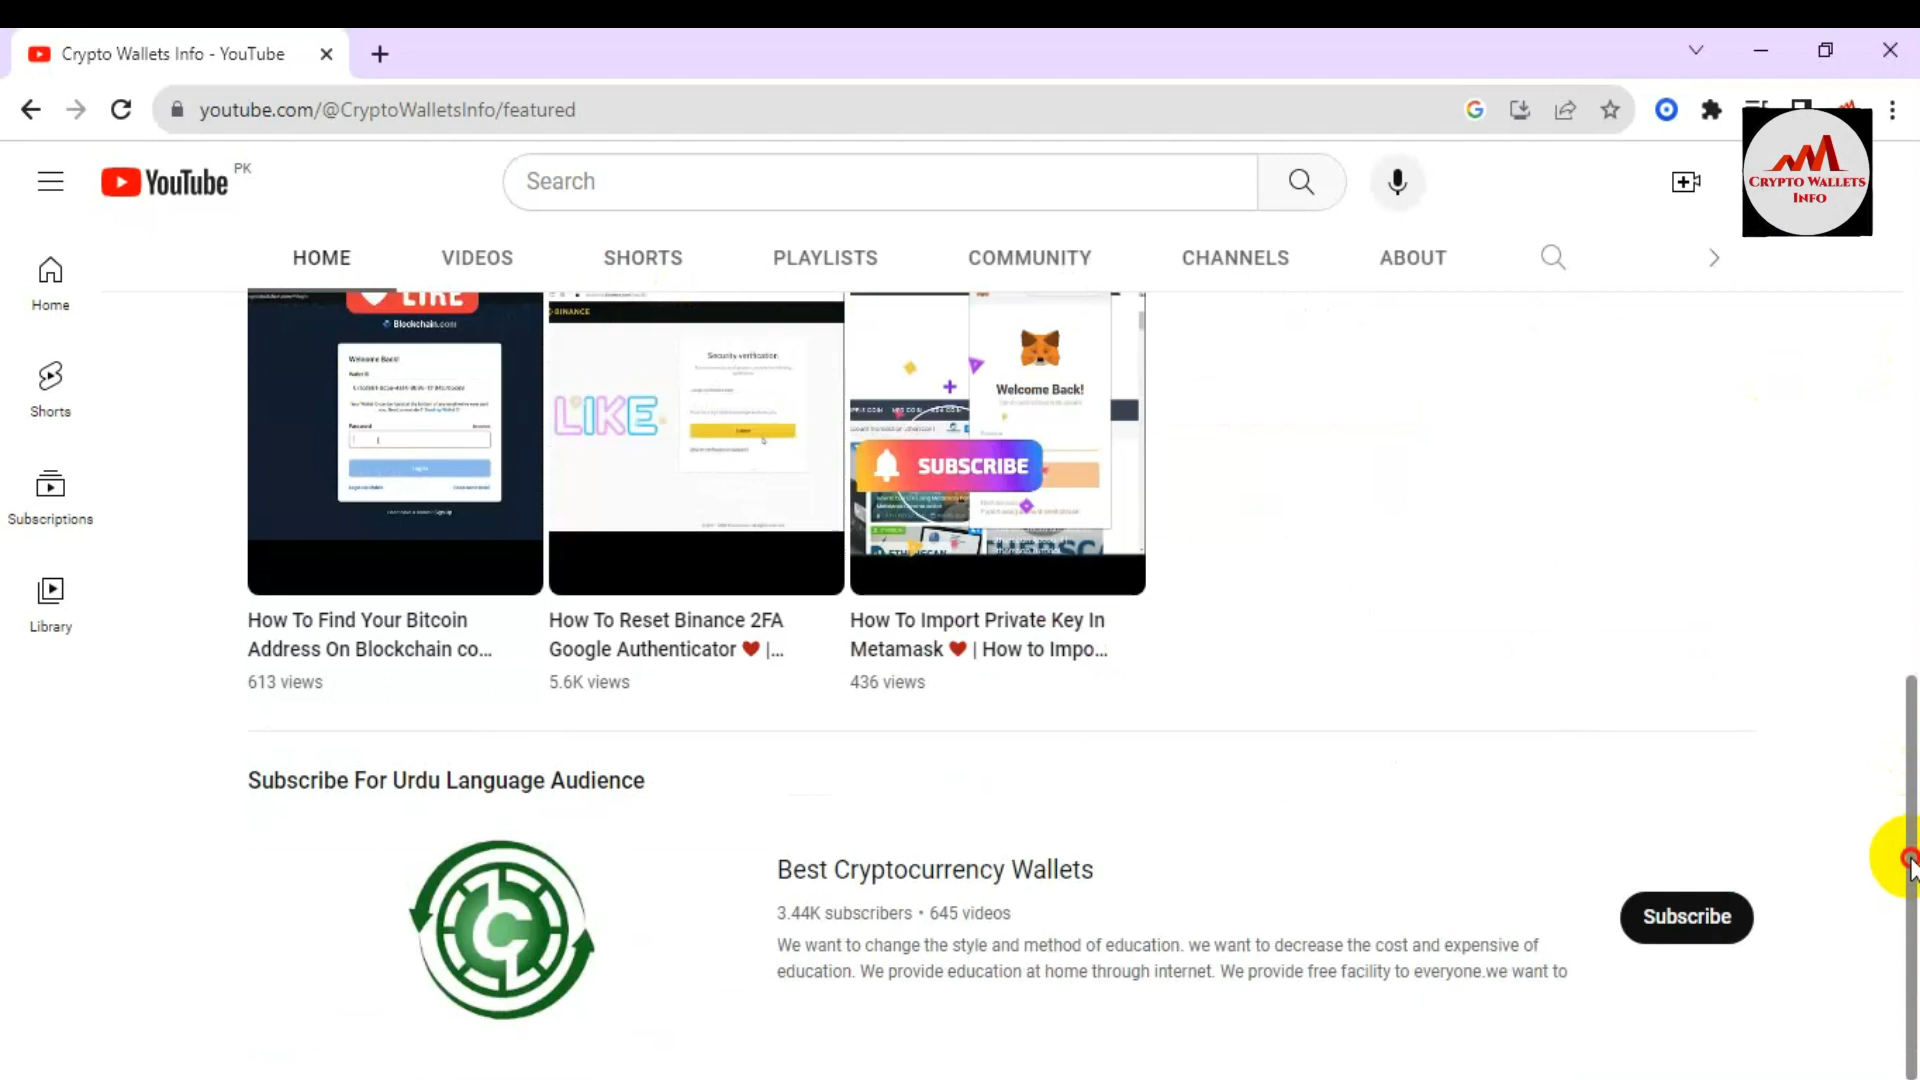 Crypto Wallets Info - YouTube
youtube.com/@CryptoWalletsInfo/featured
YouTube PK
Search
CRYPTO WALLETS
INFO
HOME VIDEOS SHORTS PLAYLISTS COMMUNITY CHANNELS ABOUT
Home
Shorts
Subscriptions
Library
LIKE
Blockchain.com
Welcome Back!
Wallet ID
Password
BINANCE
Security verification
LIKE
Welcome Back!
SUBSCRIBE
How To Find Your Bitcoin
Address On Blockchain co...
613 views
How To Reset Binance 2FA
Google Authenticator ❤ |...
5.6K views
How To Import Private Key In
Metamask ❤ | How to Impo...
436 views
Subscribe For Urdu Language Audience
Best Cryptocurrency Wallets
3.44K subscribers • 645 videos
We want to change the style and method of education. we want to decrease the cost and expensive of
education. We provide education at home through internet. We provide free facility to everyone.we want to
Subscribe